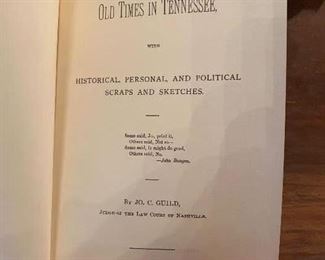 OLD TIMES IN TENNESSEE,
WITH
HISTORICAL, PERSONAL, AND POLITICAL
SCRAPS AND SKETCHES.
Some said, Jo, print it,
Others said, Not so—
Some said, It might do good,
Others said, No.
—John Bunyan.
BY JO. C. GUILD,
JUDGE OF THE LAW COURT OF NASHVILLE.